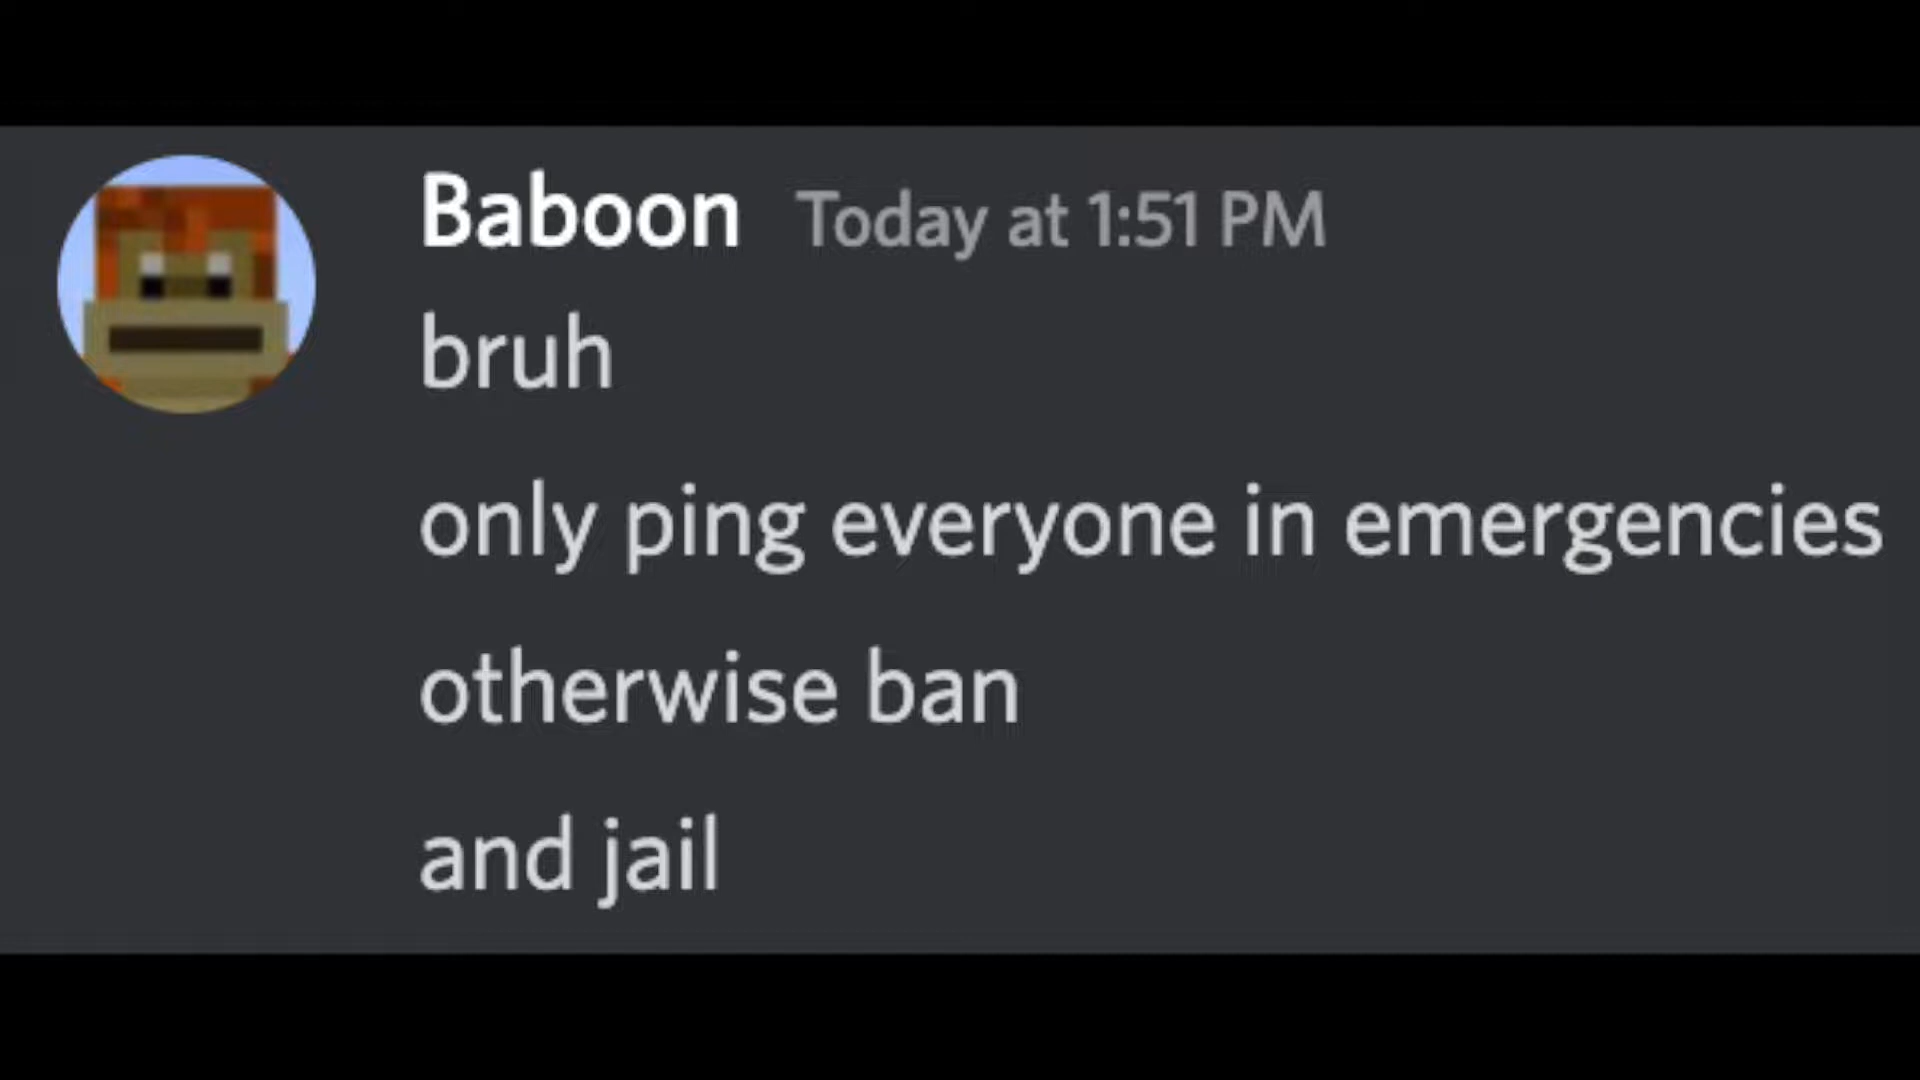 Baboon Today at 1:51 PM
bruh
only ping everyone in emergencies
otherwise ban
and jail